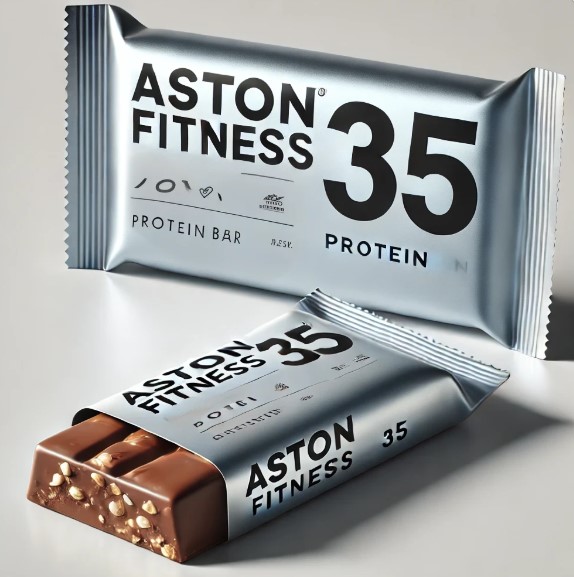 ASTON®
FITNESS
35
PROTEIN BAR
PROTEIN
ASTON
FITNESS
35
ASTON
FITNESS
35